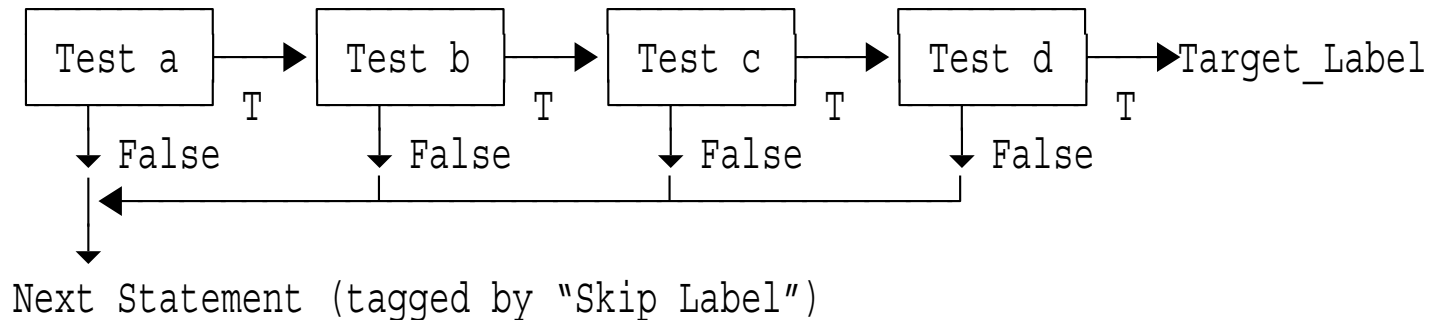 Test a Test b Test c Test d Target_Label
T T T T
False False False False
Next Statement (tagged by “Skip Label”)